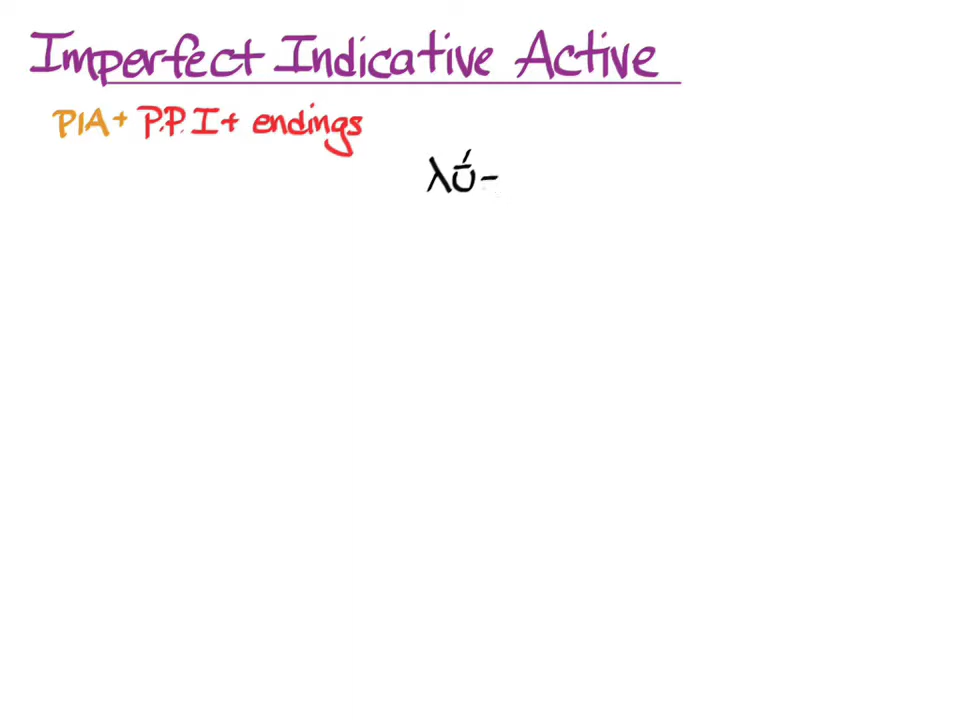 Imperfect Indicative Active
PIA + P.P. I + endings
λῡ́-